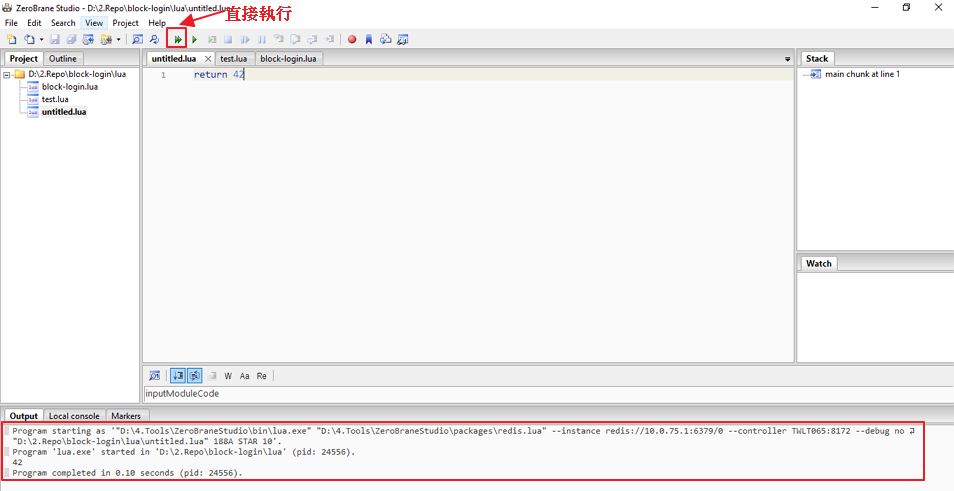 ZeroBrane Studio - D:\2.Repo\block-login\lua\untitled.lua
直接執行
File Edit Search View Project Help
Project Outline
D:\2.Repo\block-login\lua
block-login.lua
test.lua
untitled.lua
untitled.lua test.lua block-login.lua
1 return 42
Stack
main chunk at line 1
Watch
W Aa Re
inputModuleCode
Output Local console Markers
Program starting as '"D:\4.Tools\ZeroBraneStudio\bin\lua.exe" "D:\4.Tools\ZeroBraneStudio\packages\redis.lua" --instance redis://10.0.75.1:6379/0 --controller TWLT065:8172 --debug no
"D:\2.Repo\block-login\lua\untitled.lua" 188A STAR 10'.
Program 'lua.exe' started in 'D:\2.Repo\block-login\lua' (pid: 24556).
42
Program completed in 0.10 seconds (pid: 24556).